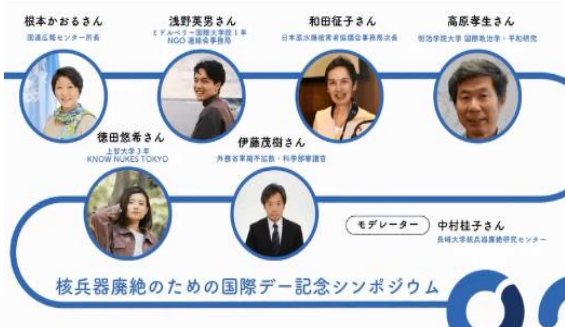 根本かおるさん
国連広報センター所長
浅野英男さん
ミドルベリー国際大学院1年
NGO 連絡会事務局
和田征子さん
日本原水爆被害者協議会事務局次長
高原孝生さん
明治学院大学 国際政治学・平和研究
徳田悠希さん
上智大学3年
KNOW NUKES TOKYO
伊藤茂樹さん
外務省軍縮不拡散・科学部審議官
モデレーター
中村桂子さん
長崎大学核兵器廃絶研究センター
核兵器廃絶のための国際デー記念シンポジウム